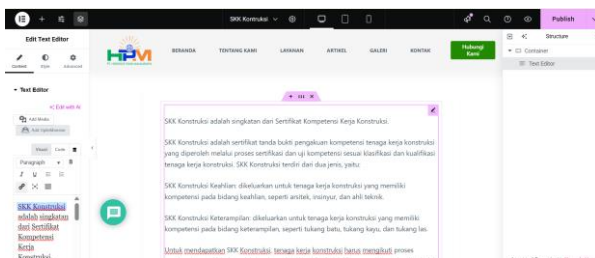 SKK Kontruksi
Publish
Edit Text Editor
Structure
Content
Style
Advanced
Container
Text Editor
HPM
BERANDA
TENTANG KAMI
LAYANAN
ARTIKEL
GALERI
KONTAK
Hubungi
Kami
Text Editor
Edit with AI
Add Media
Visual
Code
Paragraph
SKK Konstruksi
adalah singkatan
dari Sertifikat
Kompetensi
Kerja
Konstruksi
SKK Konstruksi adalah singkatan dari Sertifikat Kompetensi Kerja Konstruksi.
SKK Konstruksi adalah sertifikat tanda bukti pengakuan kompetensi tenaga kerja konstruksi
yang diperoleh melalui proses sertifikasi dan uji kompetensi sesuai klasifikasi dan kualifikasi
tenaga kerja konstruksi. SKK Konstruksi terdiri dari dua jenis, yaitu:
SKK Konstruksi Keahlian: dikeluarkan untuk tenaga kerja konstruksi yang memiliki
kompetensi pada bidang keahlian, seperti arsitek, insinyur, dan ahli teknik.
SKK Konstruksi Keterampilan: dikeluarkan untuk tenaga kerja konstruksi yang memiliki
kompetensi pada bidang keterampilan, seperti tukang batu, tukang kayu, dan tukang las.
Untuk mendapatkan SKK Konstruksi, tenaga kerja konstruksi harus mengikuti proses